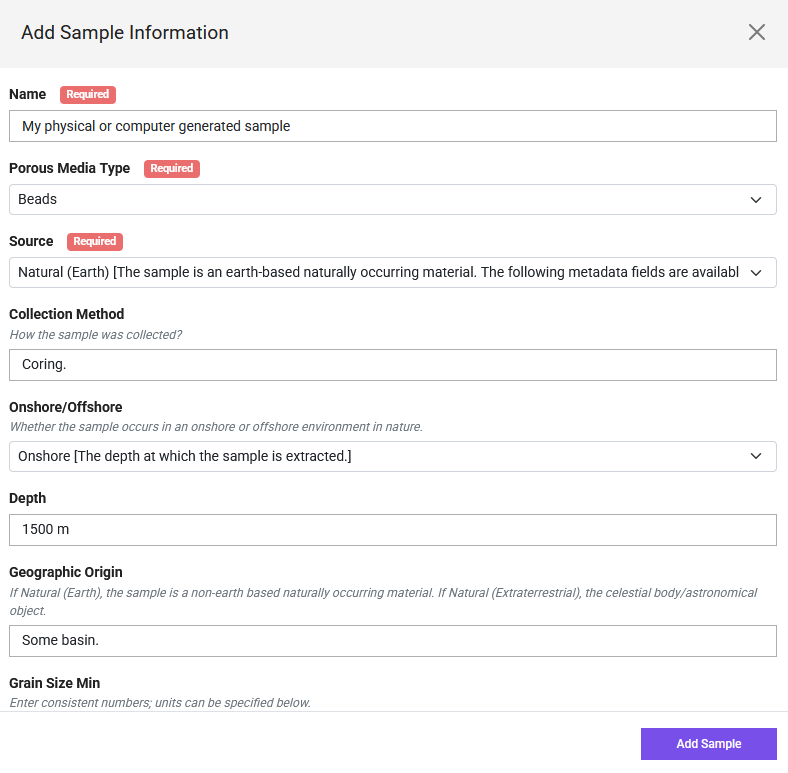 Add Sample Information
Name Required
My physical or computer generated sample
Porous Media Type Required
Beads
Source Required
Natural (Earth) [The sample is an earth-based naturally occurring material. The following metadata fields are availabl
Collection Method
How the sample was collected?
Coring.
Onshore/Offshore
Whether the sample occurs in an onshore or offshore environment in nature.
Onshore [The depth at which the sample is extracted.]
Depth
1500 m
Geographic Origin
If Natural (Earth), the sample is a non-earth based naturally occurring material. If Natural (Extraterrestrial), the celestial body/astronomical
object.
Some basin.
Grain Size Min
Enter consistent numbers; units can be specified below.
Add Sample